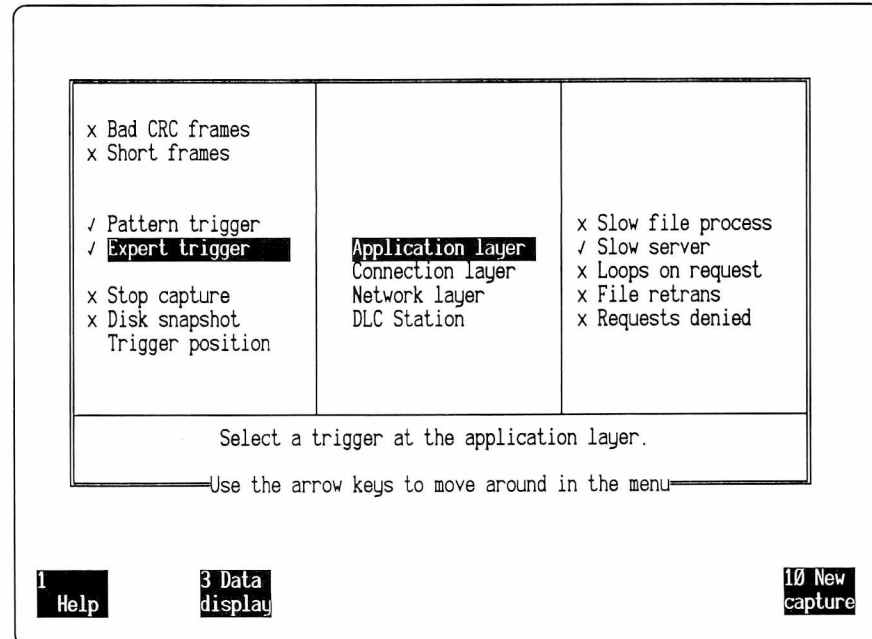 x Bad CRC frames
x Short frames
√ Pattern trigger
√ Expert trigger
x Stop capture
x Disk snapshot
Trigger position
Application layer
Connection layer
Network layer
DLC Station
x Slow file process
√ Slow server
x Loops on request
x File retrans
x Requests denied
Select a trigger at the application layer.
Use the arrow keys to move around in the menu
1
Help
3 Data
display
10 New
capture